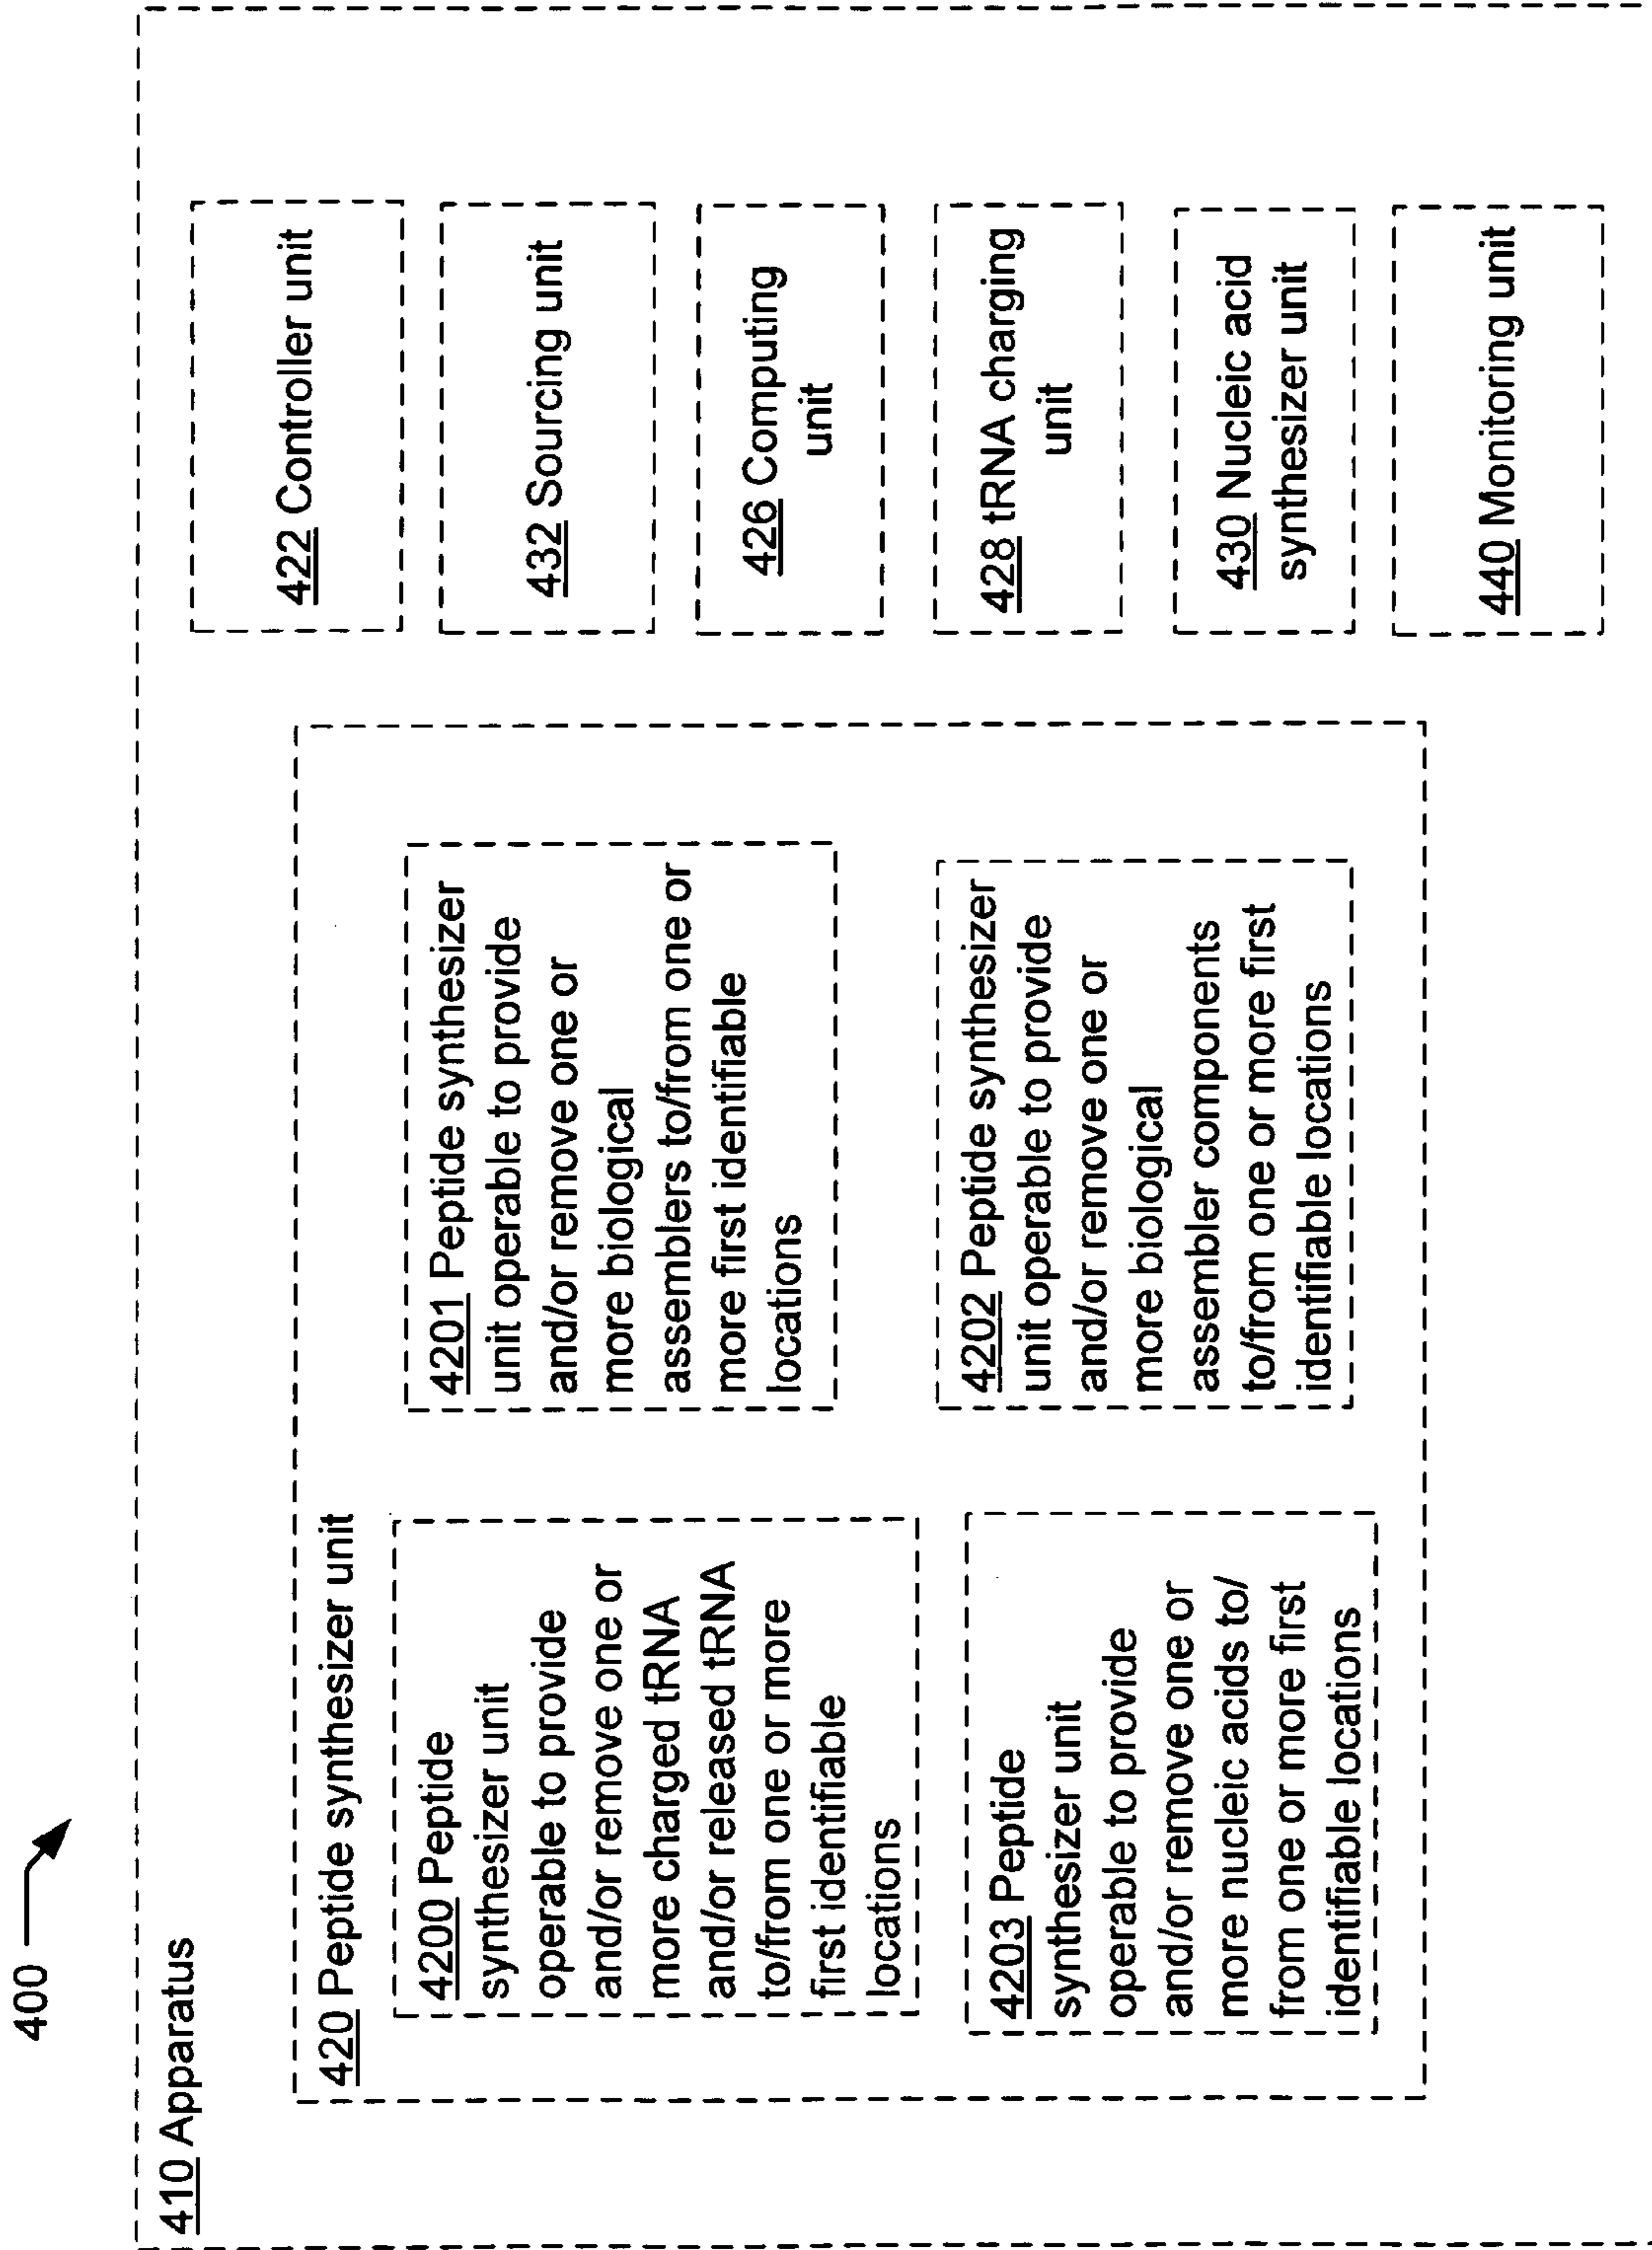 400
410 Apparatus
420 Peptide synthesizer unit
4200 Peptide
synthesizer unit
operable to provide
and/or remove one or
more charged tRNA
and/or released tRNA
to/from one or more
first identifiable
locations
4201 Peptide synthesizer
unit operable to provide
and/or remove one or
more biological
assemblers to/from one or
more first identifiable
locations
4203 Peptide
synthesizer unit
operable to provide
and/or remove one or
more nucleic acids to/
from one or more first
identifiable locations
4202 Peptide synthesizer
unit operable to provide
and/or remove one or
more biological
assember components
to/from one or more first
identifiable locations
422 Controller unit
432 Sourcing unit
426 Computing
unit
428 tRNA charging
unit
430 Nucleic acid
synthesizer unit
440 Monitoring unit